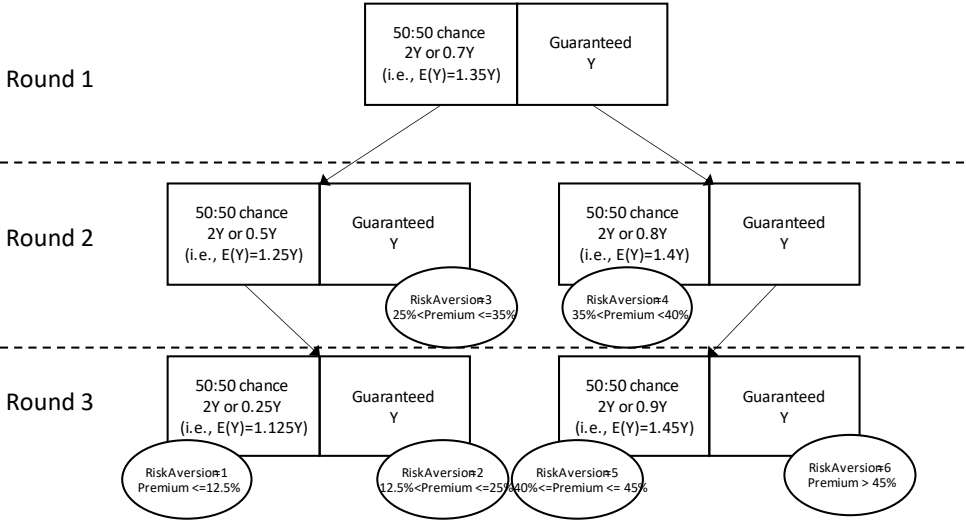 50:50 chance
2Y or 0.7Y
(i.e., E(Y)=1.35Y)
Guaranteed
Y
Round 1
50:50 chance
2Y or 0.5Y
(i.e., E(Y)=1.25Y)
Guaranteed
Y
50:50 chance
2Y or 0.8Y
(i.e., E(Y)=1.4Y)
Guaranteed
Y
Round 2
RiskAversion=3
25%<Premium <=35%
RiskAversion=4
35%<Premium <40%
50:50 chance
2Y or 0.25Y
(i.e., E(Y)=1.125Y)
Guaranteed
Y
50:50 chance
2Y or 0.9Y
(i.e., E(Y)=1.45Y)
Guaranteed
Y
Round 3
RiskAversion=1
Premium <=12.5%
RiskAversion=2
12.5%<Premium <=25%
RiskAversion=5
40%<=Premium <= 45%
RiskAversion=6
Premium > 45%